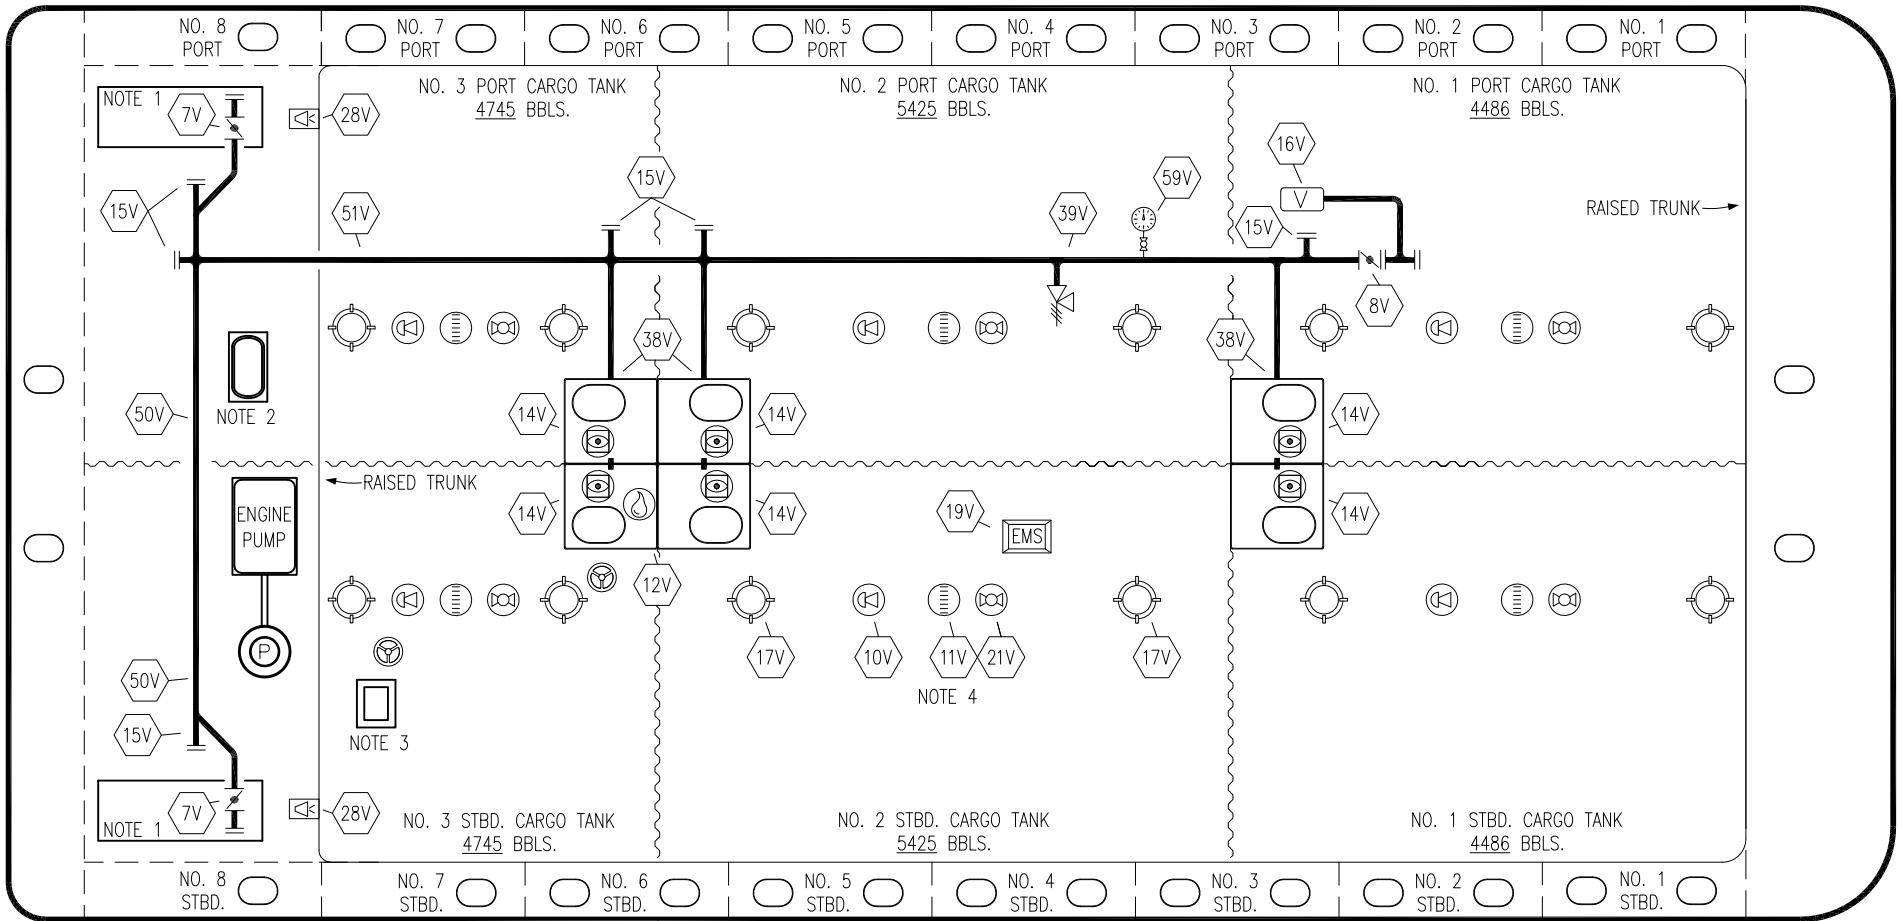 NO. 8
PORT
NO. 7
PORT
NO. 6
PORT
NO. 5
PORT
NO. 4
PORT
NO. 3
PORT
NO. 2
PORT
NO. 1
PORT
NOTE 1
7V
28V
NO. 3 PORT CARGO TANK
4745 BBLS.
NO. 2 PORT CARGO TANK
5425 BBLS.
NO. 1 PORT CARGO TANK
4486 BBLS.
15V
51V
15V
39V
59V
16V
V
15V
RAISED TRUNK
8V
38V
38V
50V
NOTE 2
14V
14V
14V
RAISED TRUNK
ENGINE
PUMP
14V
14V
19V
EMS
14V
12V
P
17V
10V
11V
21V
17V
NOTE 4
50V
15V
NOTE 3
7V
NOTE 1
28V
NO. 3 STBD. CARGO TANK
4745 BBLS.
NO. 2 STBD. CARGO TANK
5425 BBLS.
NO. 1 STBD. CARGO TANK
4486 BBLS.
NO. 8
STBD.
NO. 7
STBD.
NO. 6
STBD.
NO. 5
STBD.
NO. 4
STBD.
NO. 3
STBD.
NO. 2
STBD.
NO. 1
STBD.